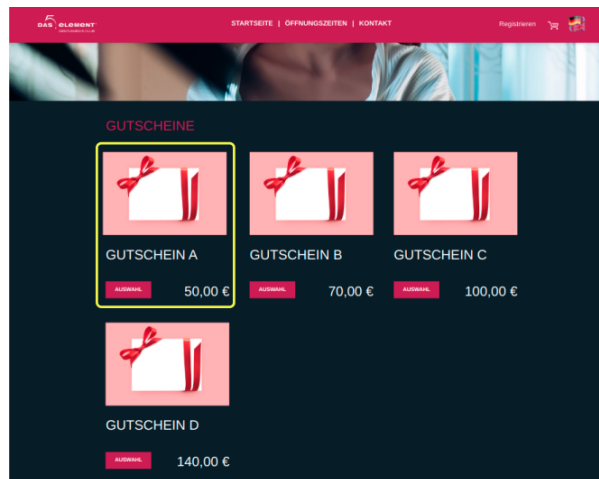 DAS element
STARTSEITE | ÖFFNUNGSZEITEN | KONTAKT
Registrieren
GUTSCHEINE
GUTSCHEIN A
AUSWAHL 50,00 €
GUTSCHEIN B
AUSWAHL 70,00 €
GUTSCHEIN C
AUSWAHL 100,00 €
GUTSCHEIN D
AUSWAHL 140,00 €